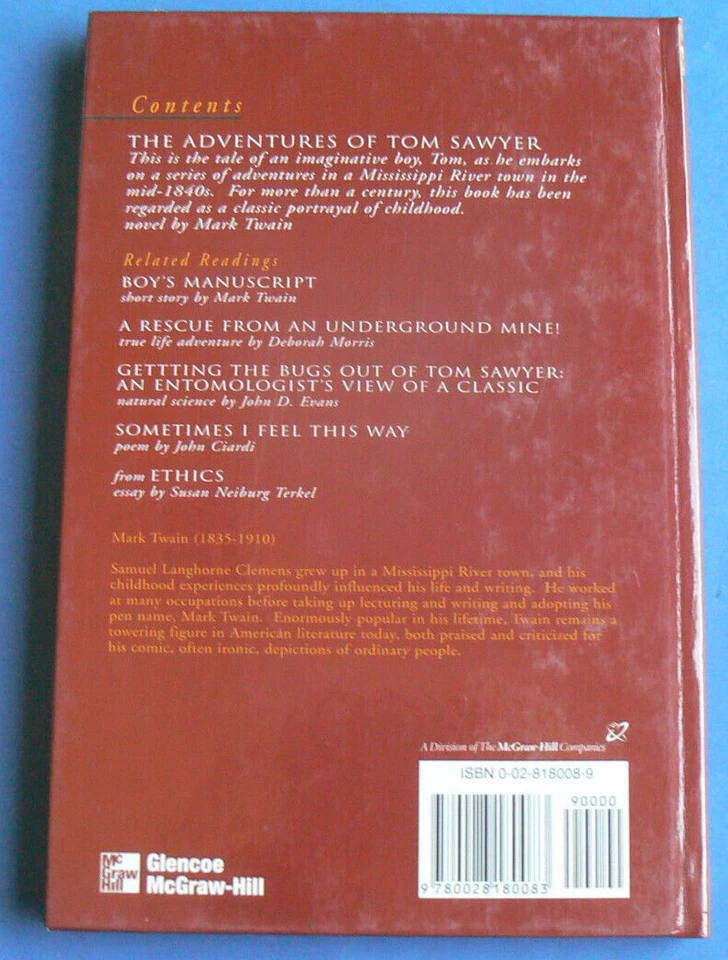 Contents
THE ADVENTURES OF TOM SAWYER
This is the tale of an imaginative boy, Tom, as he embarks
on a series of adventures in a Mississippi River town in the
mid-1840s. For more than a century, this book has been
regarded as a classic portrayal of childhood.
novel by Mark Twain
Related Readings
BOY'S MANUSCRIPT
short story by Mark Twain
A RESCUE FROM AN UNDERGROUND MINE!
true life adventure by Deborah Morris
GETTTING THE BUGS OUT OF TOM SAWYER:
AN ENTOMOLOGIST'S VIEW OF A CLASSIC
natural science by John D. Evans
SOMETIMES I FEEL THIS WAY
poem by John Ciardi
from ETHICS
essay by Susan Neiburg Terkel
Mark Twain (1835-1910)
Samuel Langhorne Clemens grew up in a Mississippi River town, and his
childhood experiences profoundly influenced his life and writing. He worked
at many occupations before taking up lecturing and writing and adopting his
pen name, Mark Twain. Enormously popular in his lifetime, Twain remains a
towering figure in American literature today, both praised and criticized for
his comic, often ironic, depictions of ordinary people.
A Division of The McGraw-Hill Companies
ISBN 0-02-818008-9
90000
9 780028 180083
Mc
Graw
Hill
Glencoe
McGraw-Hill